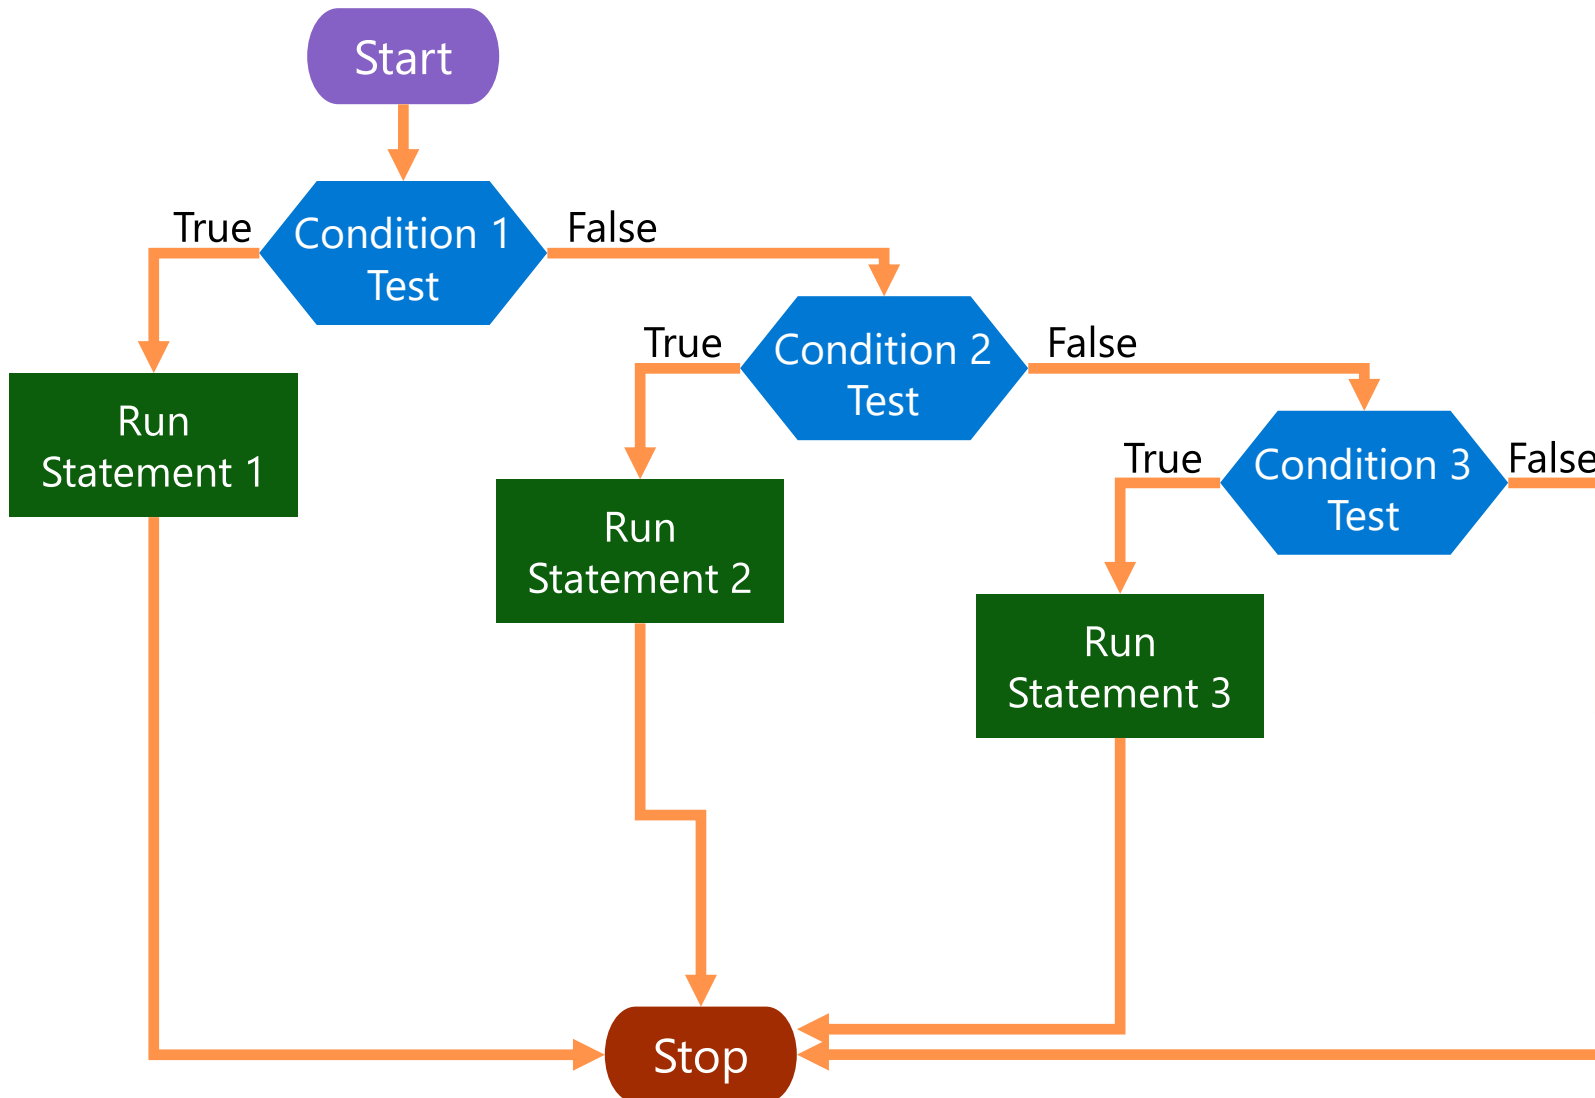 Start
True
Condition 1
Test
False
True
Condition 2
Test
False
Run
Statement 1
True
Condition 3
Test
False
Run
Statement 2
Run
Statement 3
Stop